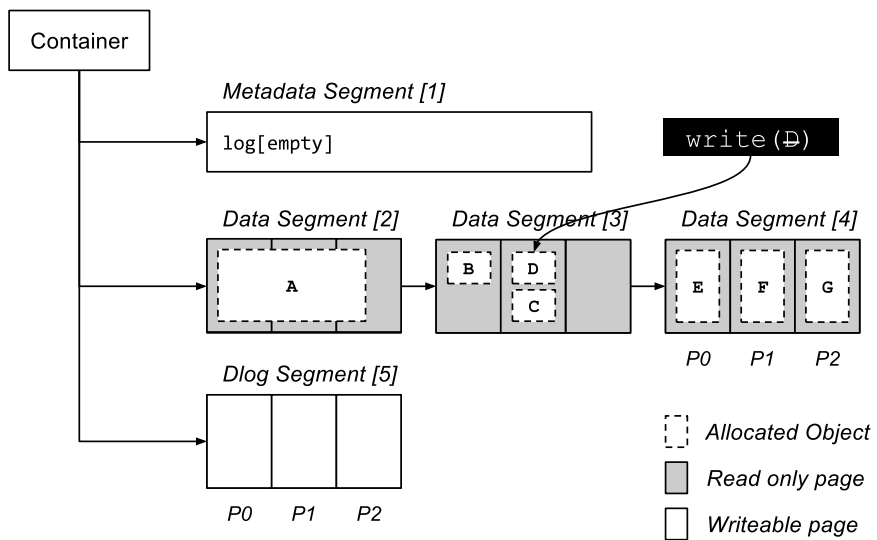 Container
Metadata Segment [1]
log[empty]
write(D)
Data Segment [2]
Data Segment [3]
Data Segment [4]
A
B
D
C
E
F
G
P0 P1 P2
Dlog Segment [5]
P0 P1 P2
Allocated Object
Read only page
Writeable page